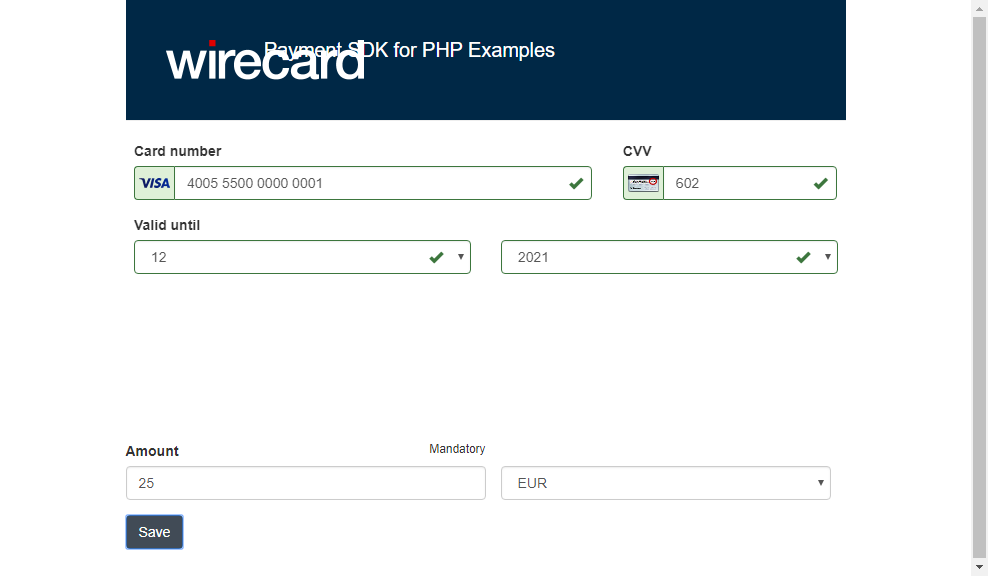 Payment SDK for PHP Examples
wirecard
Card number
CVV
VISA 4005 5500 0000 0001
602
Valid until
12
2021
Amount
Mandatory
25
EUR
Save